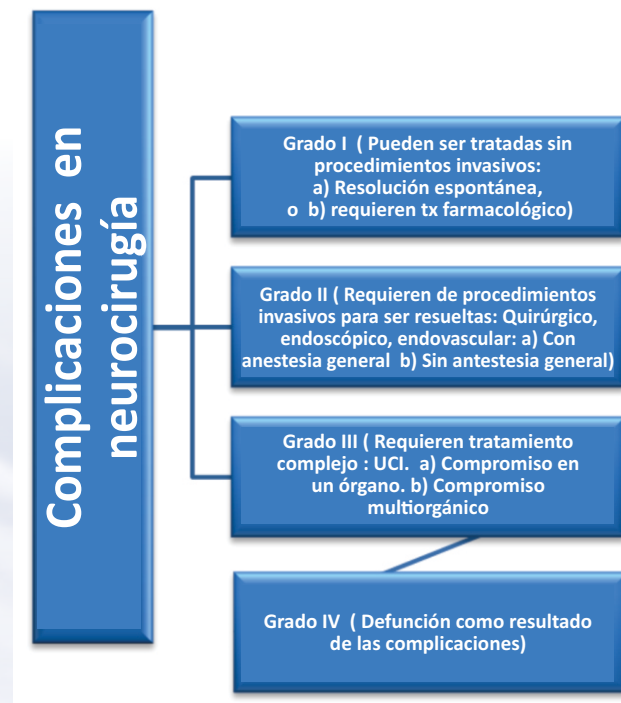 Complicaciones en
neurocirugía
Grado I ( Pueden ser tratadas sin
procedimientos invasivos:
a) Resolución espontánea,
o b) requieren tx farmacológico)
Grado II ( Requieren de procedimientos
invasivos para ser resueltas: Quirúrgico,
endoscópico, endovascular: a) Con
anestesia general b) Sin antestesia general)
Grado III ( Requieren tratamiento
complejo : UCI. a) Compromiso en
un órgano. b) Compromiso
multiorgánico
Grado IV ( Defunción como resultado
de las complicaciones)